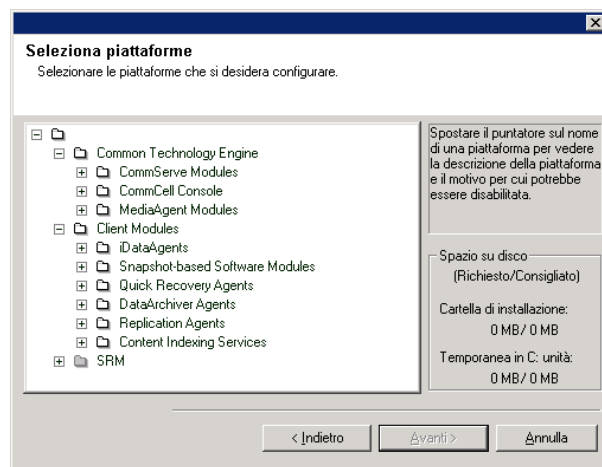 Seleziona piattaforme
Selezionare le piattaforme che si desidera configurare.
Common Technology Engine
CommServe Modules
CommCell Console
MediaAgent Modules
Client Modules
iDataAgents
Snapshot-based Software Modules
Quick Recovery Agents
DataArchiver Agents
Replication Agents
Content Indexing Services
SRM
Spostare il puntatore sul nome
di una piattaforma per vedere
la descrizione della piattaforma
e il motivo per cui potrebbe
essere disabilitata.
Spazio su disco
(Richiesto/Consigliato)
Cartella di installazione:
0 MB/ 0 MB
Temporanea in C: unità:
0 MB/ 0 MB
< Indietro
Avanti >
Annulla